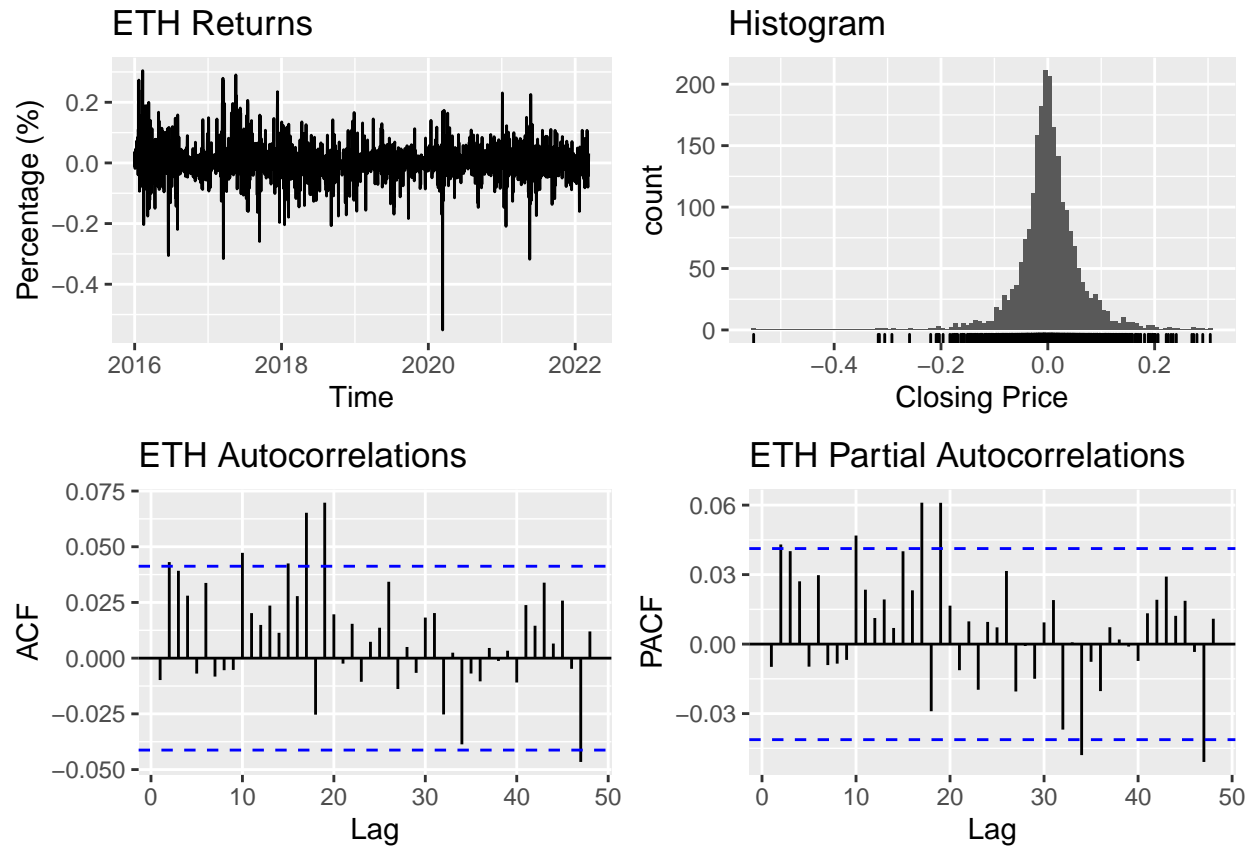 ETH Returns
Percentage (%)
0.2
0.0
−0.2
−0.4
2016 2018 2020 2022
Time
Histogram
count
200
150
100
50
0
−0.4 −0.2 0.0 0.2
Closing Price
ETH Autocorrelations
ACF
0.075
0.050
0.025
0.000
−0.025
−0.050
0 10 20 30 40 50
Lag
ETH Partial Autocorrelations
PACF
0.06
0.03
0.00
−0.03
0 10 20 30 40 50
Lag